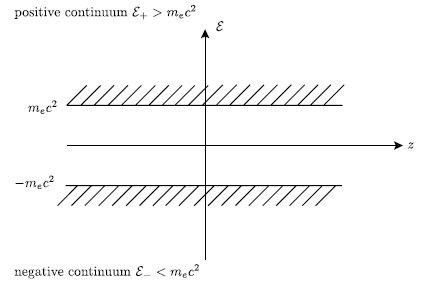 positive continuum ℰ₊ > mₑc²
ℰ
mₑc²
z
−mₑc²
negative continuum ℰ₋ < mₑc²